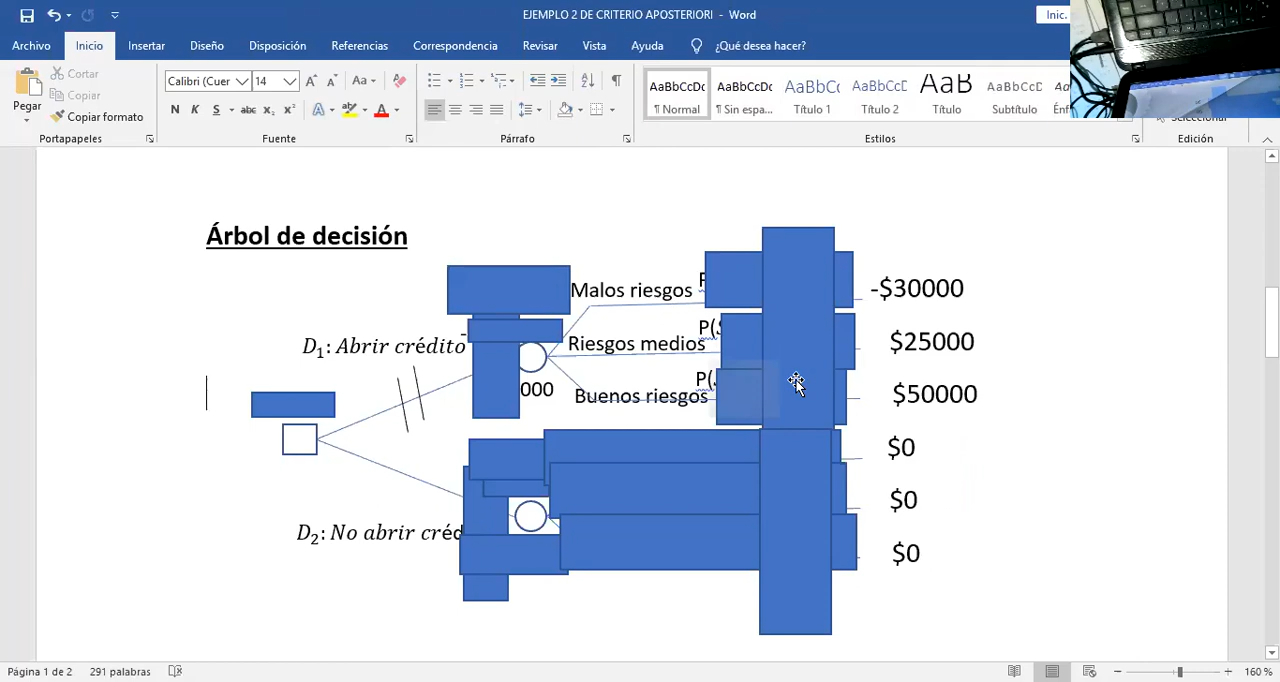 EJEMPLO 2 DE CRITERIO APOSTERIORI - Word
Inic.
Archivo Inicio Insertar Diseño Disposición Referencias Correspondencia Revisar Vista Ayuda ¿Qué desea hacer?
Pegar
Cortar
Copiar
Copiar formato
Portapapeles
Calibri (Cuer 14
N K S abc x₂ x²
Fuente
Párrafo
AaBbCcDc AaBbCcDc AaBbCc AaBbCcD AaB AaBbCcD
¶ Normal ¶ Sin espa... Título 1 Título 2 Título Subtítulo
Estilos
Edición
Árbol de decisión
Malos riesgos -$30000
D₁: Abrir crédito Riesgos medios P( $25000
000 Buenos riesgos P( $50000
$0
$0
D₂: No abrir créd $0
Página 1 de 2 291 palabras 160 %